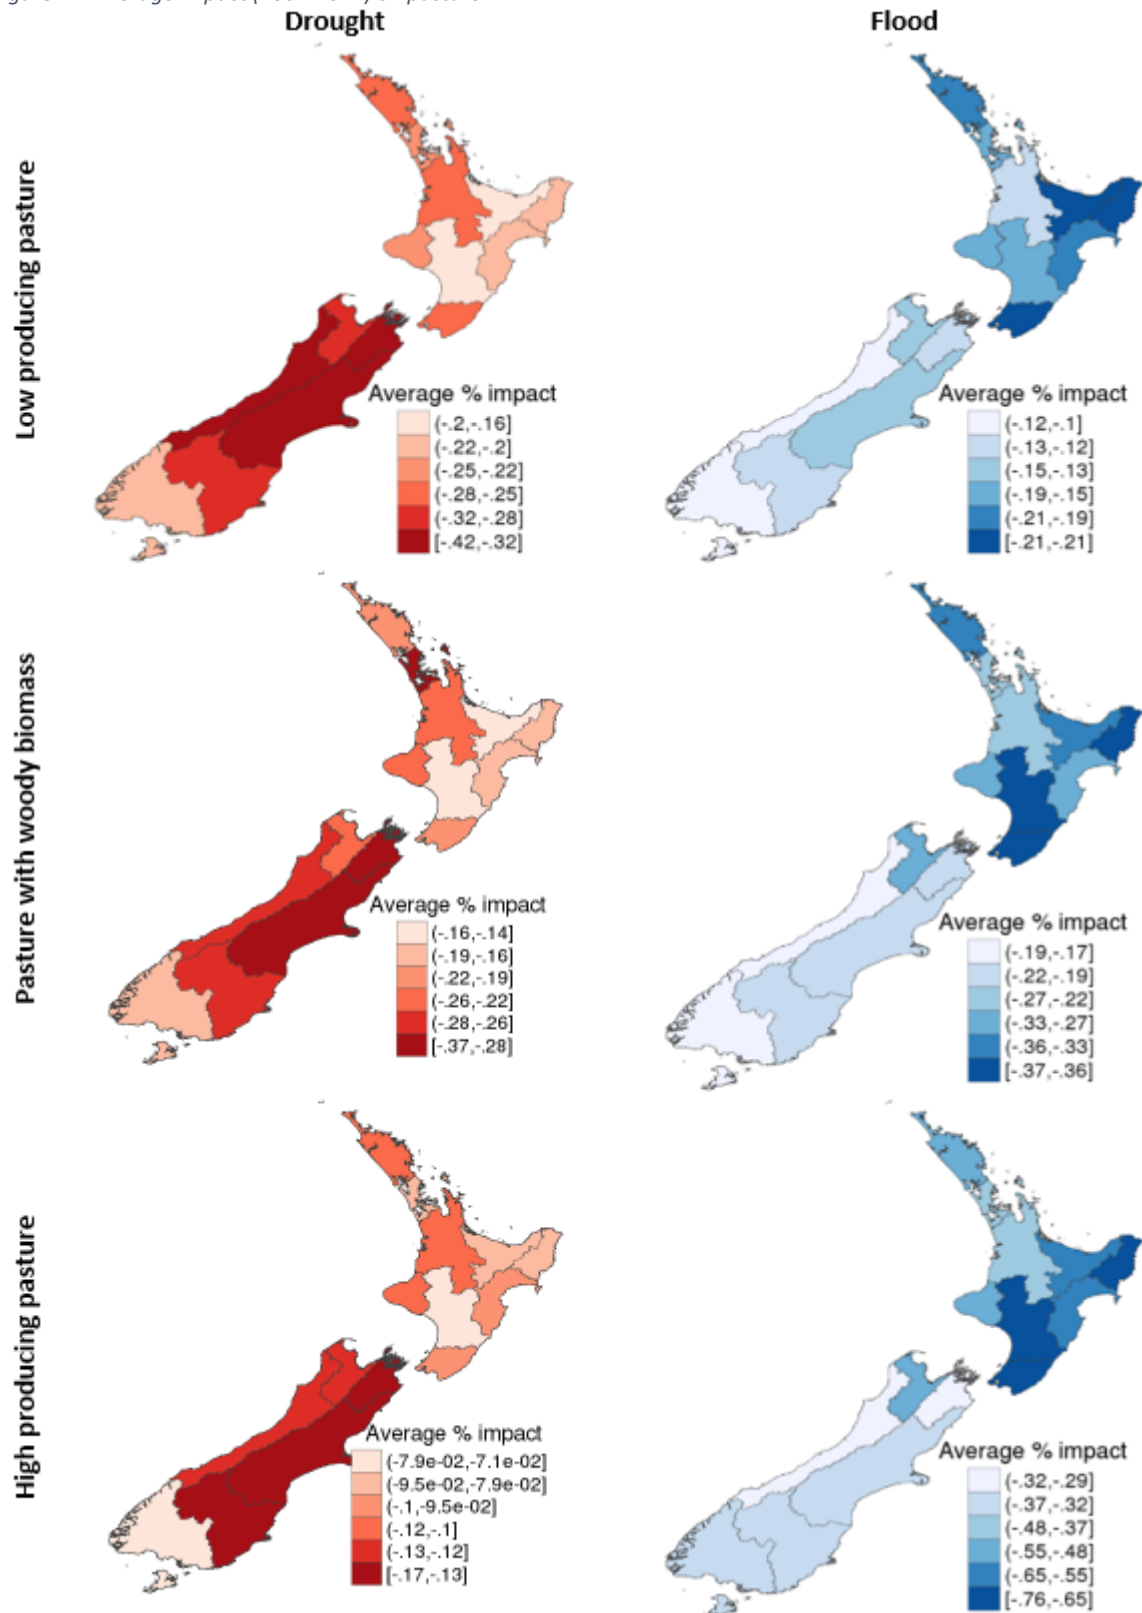 Drought
Flood
Low producing pasture
Average % impact
(-.2,-.16]
(-.22,-.2]
(-.25,-.22]
(-.28,-.25]
(-.32,-.28]
[-.42,-.32]
Average % impact
(-.12,-.1]
(-.13,-.12]
(-.15,-.13]
(-.19,-.15]
(-.21,-.19]
[-.21,-.21]
Pasture with woody biomass
Average % impact
(-.16,-.14]
(-.19,-.16]
(-.22,-.19]
(-.26,-.22]
(-.28,-.26]
[-.37,-.28]
Average % impact
(-.19,-.17]
(-.22,-.19]
(-.27,-.22]
(-.33,-.27]
(-.36,-.33]
[-.37,-.36]
High producing pasture
Average % impact
(-7.9e-02,-7.1e-02]
(-9.5e-02,-7.9e-02]
(-.1,-9.5e-02]
(-.12,-.1]
(-.13,-.12]
[-.17,-.13]
Average % impact
(-.32,-.29]
(-.37,-.32]
(-.48,-.37]
(-.55,-.48]
(-.65,-.55]
[-.76,-.65]